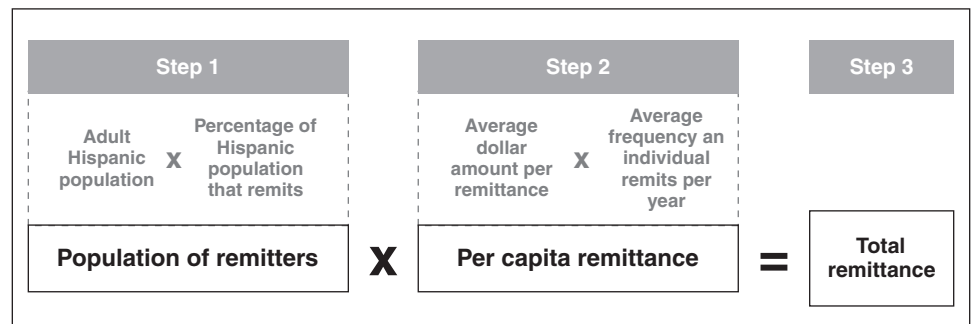 Step 1
Adult
Hispanic
population
X
Percentage of
Hispanic
population
that remits
Population of remitters
X
Step 2
Average
dollar
amount per
remittance
X
Average
frequency an
individual
remits per
year
Per capita remittance
=
Step 3
Total
remittance